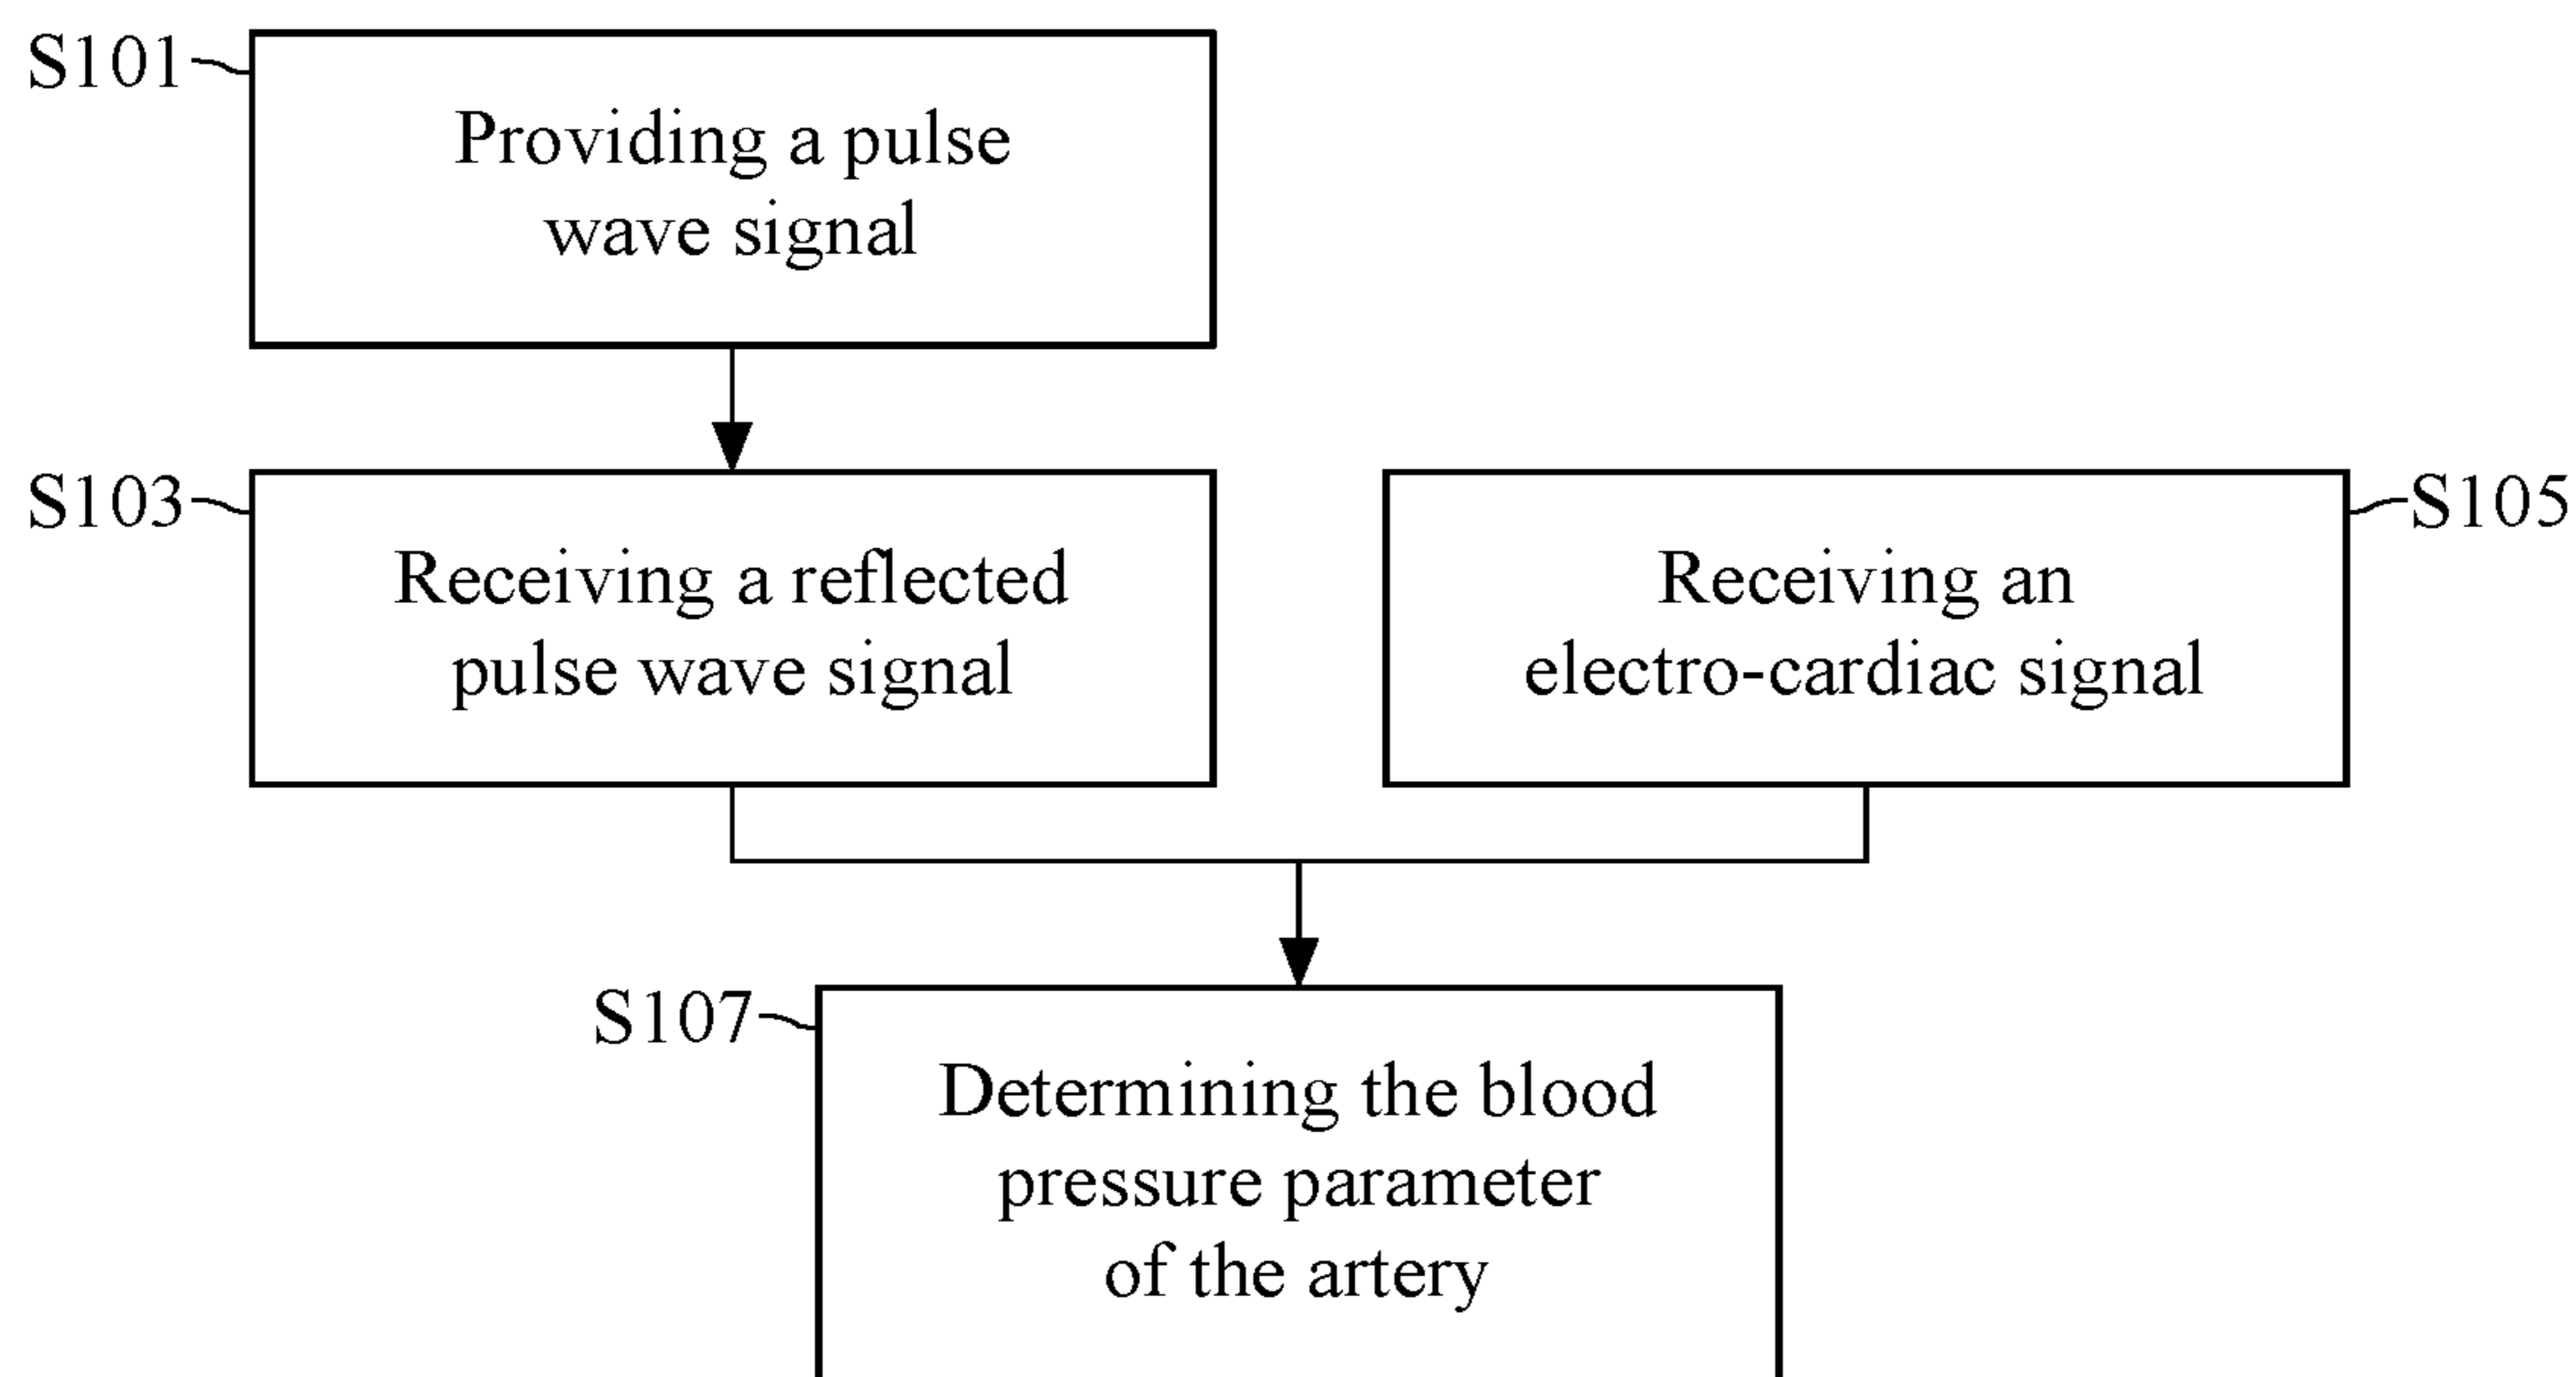 S101
Providing a pulse
wave signal
S103
Receiving a reflected
pulse wave signal
S105
Receiving an
electro-cardiac signal
S107
Determining the blood
pressure parameter
of the artery